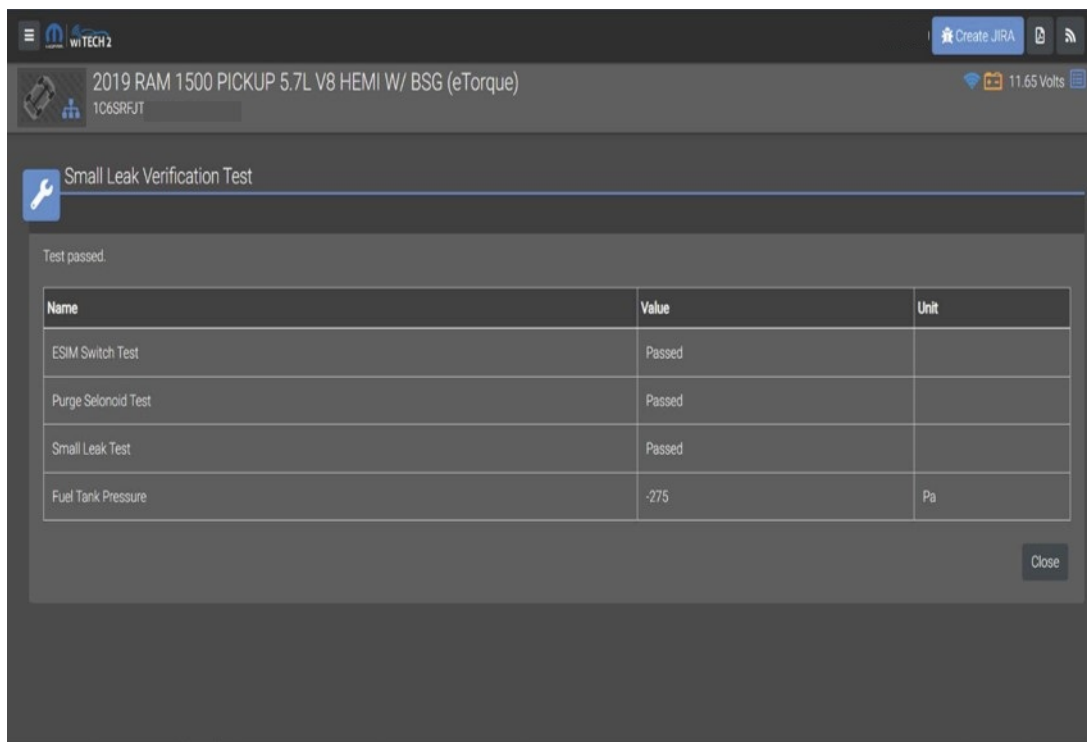 wiTECH 2
Create JIRA
2019 RAM 1500 PICKUP 5.7L V8 HEMI W/ BSG (eTorque)
11.65 Volts
1C6SRFJT
Small Leak Verification Test
Test passed.
Name Value Unit
ESIM Switch Test Passed
Purge Selonoid Test Passed
Small Leak Test Passed
Fuel Tank Pressure -275 Pa
Close